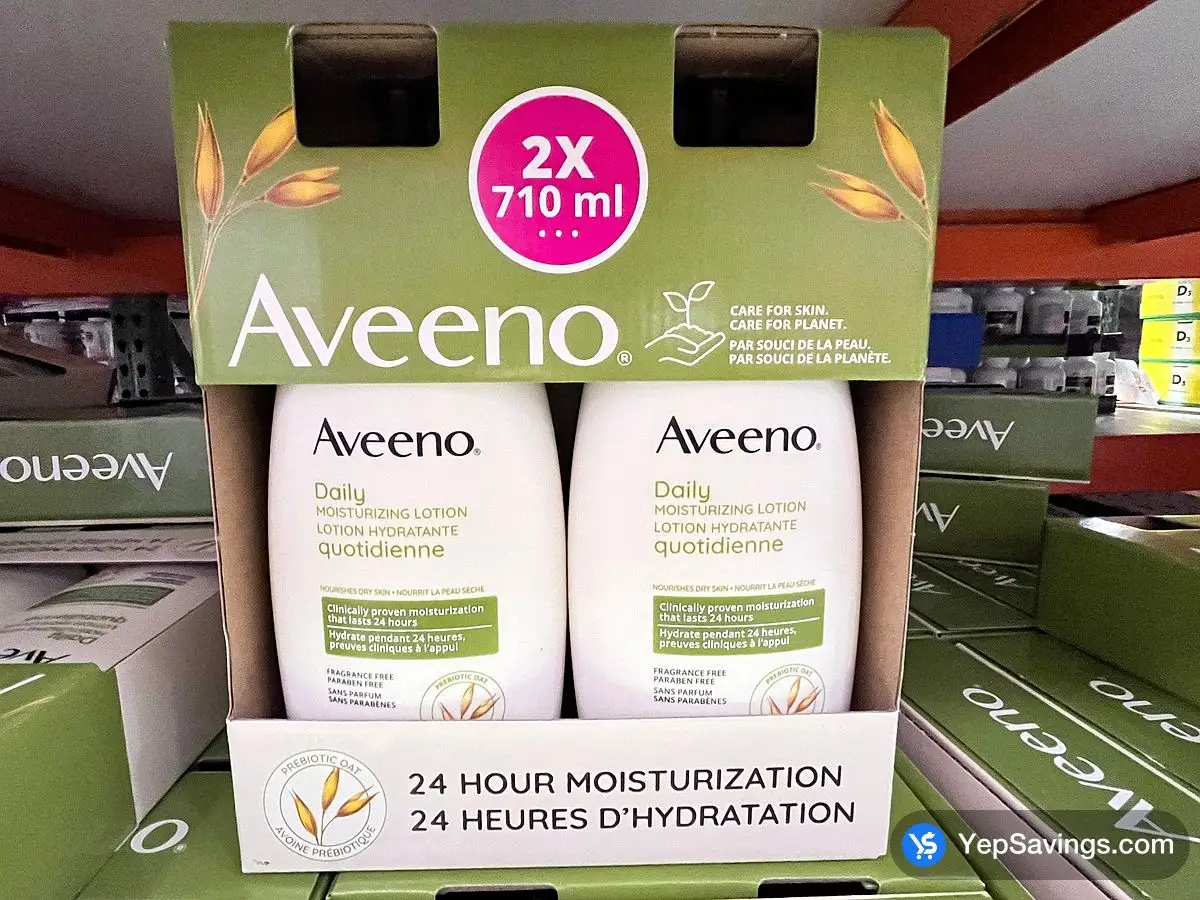 2X
710 ml
...
Aveeno®
CARE FOR SKIN.
CARE FOR PLANET.
PAR SOUCI DE LA PEAU.
PAR SOUCI DE LA PLANÈTE.
Aveeno®
Daily
MOISTURIZING LOTION
LOTION HYDRATANTE
quotidienne
NOURISHES DRY SKIN • NOURRIT LA PEAU SÈCHE
Clinically proven moisturization
that lasts 24 hours
Hydrate pendant 24 heures,
preuves cliniques à l'appui
FRAGRANCE FREE
PARABEN FREE
SANS PARFUM
SANS PARABÈNES
PREBIOTIC OAT
Aveeno®
Daily
MOISTURIZING LOTION
LOTION HYDRATANTE
quotidienne
NOURISHES DRY SKIN • NOURRIT LA PEAU SÈCHE
Clinically proven moisturization
that lasts 24 hours
Hydrate pendant 24 heures,
preuves cliniques à l'appui
FRAGRANCE FREE
PARABEN FREE
SANS PARFUM
SANS PARABÈNES
PREBIOTIC OAT
PREBIOTIC OAT
AVOINE PRÉBIOTIQUE
24 HOUR MOISTURIZATION
24 HEURES D'HYDRATATION
Aveeno
Aveeno
Aveeno
D₃
D₃
D₃
YepSavings.com